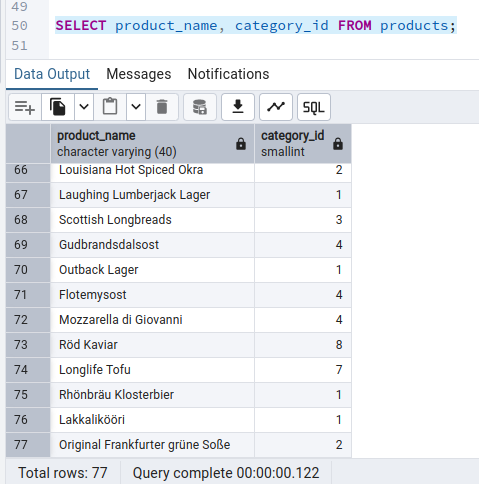 49
50 SELECT product_name, category_id FROM products;
51
Data Output Messages Notifications
SQL
product_name category_id
character varying (40) smallint
66 Louisiana Hot Spiced Okra 2
67 Laughing Lumberjack Lager 1
68 Scottish Longbreads 3
69 Gudbrandsdalsost 4
70 Outback Lager 1
71 Flotemysost 4
72 Mozzarella di Giovanni 4
73 Röd Kaviar 8
74 Longlife Tofu 7
75 Rhönbräu Klosterbier 1
76 Lakkalikööri 1
77 Original Frankfurter grüne Soße 2
Total rows: 77 Query complete 00:00:00.122